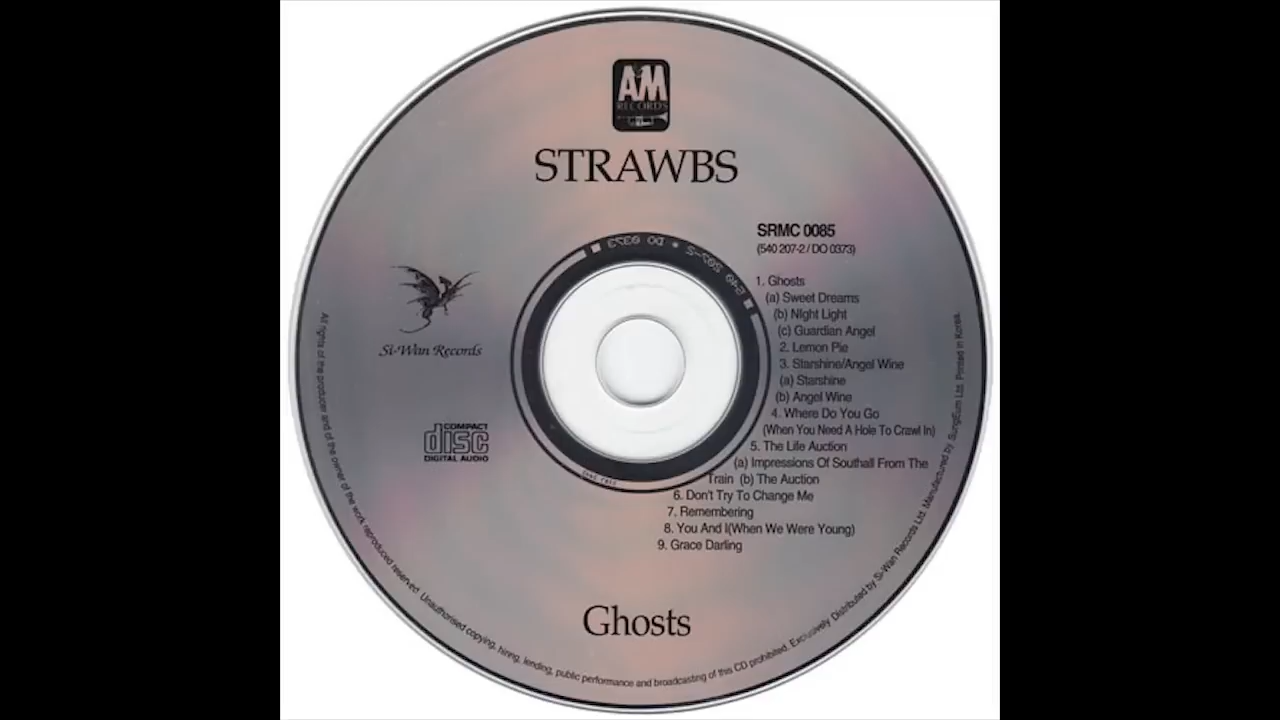 A&M
RECORDS
STRAWBS
SRMC 0085
(540 207-2 / DO 0373)
1. Ghosts
(a) Sweet Dreams
(b) NIght Light
(c) Guardian Angel
2. Lemon Pie
3. Starshine/Angel Wine
(a) Starshine
(b) Angel Wine
4. Where Do You Go
(When You Need A Hole To Crawl In)
5. The Life Auction
(a) Impressions Of Southall From The
Train (b) The Auction
6. Don't Try To Change Me
7. Remembering
8. You And I(When We Were Young)
9. Grace Darling
Si-Wan Records
COMPACT
disc
DIGITAL AUDIO
Ghosts
All rights of the producer and of the owner of the work reproduced reserved. Unauthorised copying, hiring, lending, public performance and broadcasting of this CD prohibited. Exclusively Distributed by Si-Wan Records Ltd. Manufactured by SungEum Ltd. Printed in Korea.
540 207-2 * DO 0373